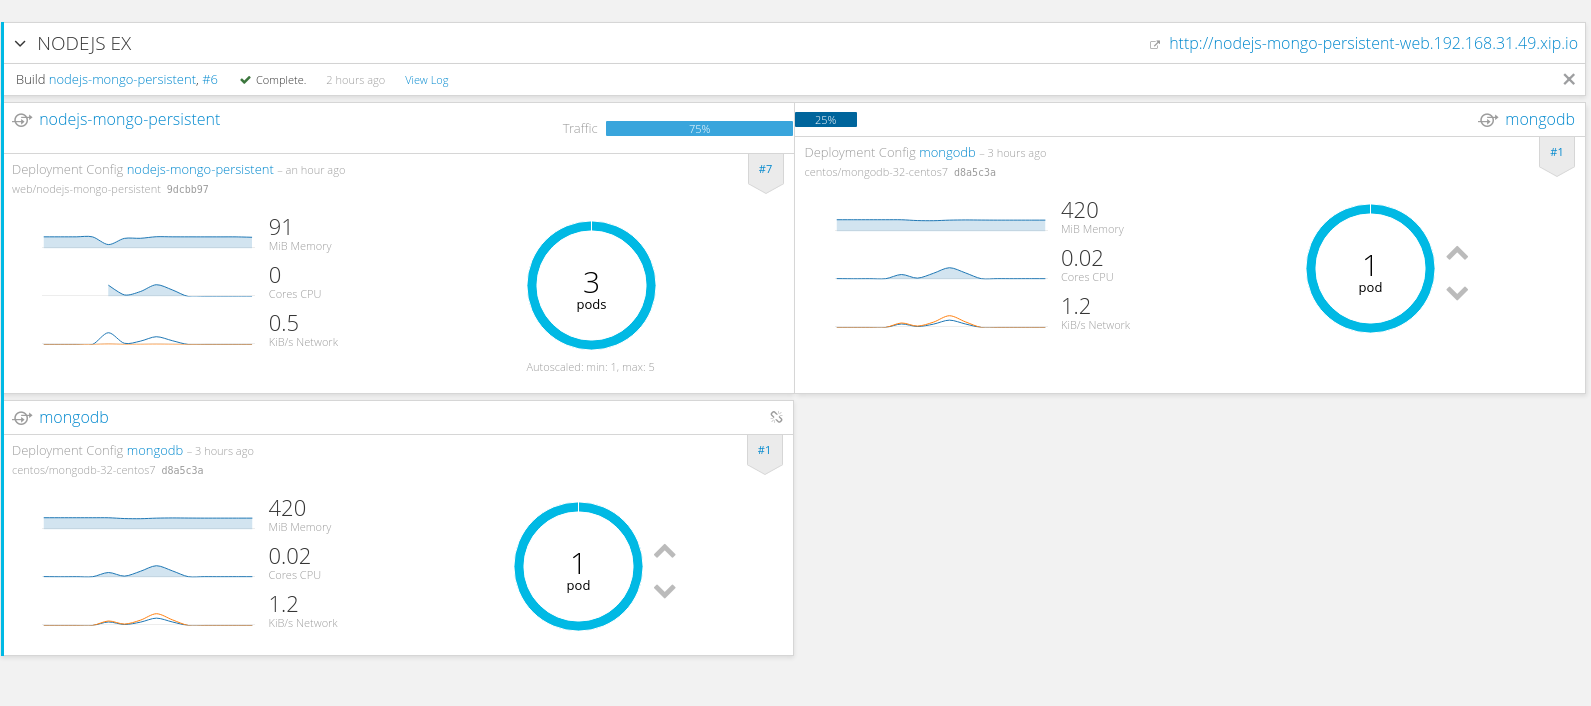 NODEJS EX
http://nodejs-mongo-persistent-web.192.168.31.49.xip.io
Build nodejs-mongo-persistent, #6 Complete. 2 hours ago View Log
nodejs-mongo-persistent
Traffic 75%
Deployment Config nodejs-mongo-persistent – an hour ago
#7
web/nodejs-mongo-persistent 9dcbb97
91
MiB Memory
0
Cores CPU
0.5
KiB/s Network
3
pods
Autoscaled: min: 1, max: 5
25%
mongodb
Deployment Config mongodb – 3 hours ago
#1
centos/mongodb-32-centos7 d8a5c3a
420
MiB Memory
0.02
Cores CPU
1.2
KiB/s Network
1
pod
mongodb
Deployment Config mongodb – 3 hours ago
#1
centos/mongodb-32-centos7 d8a5c3a
420
MiB Memory
0.02
Cores CPU
1.2
KiB/s Network
1
pod